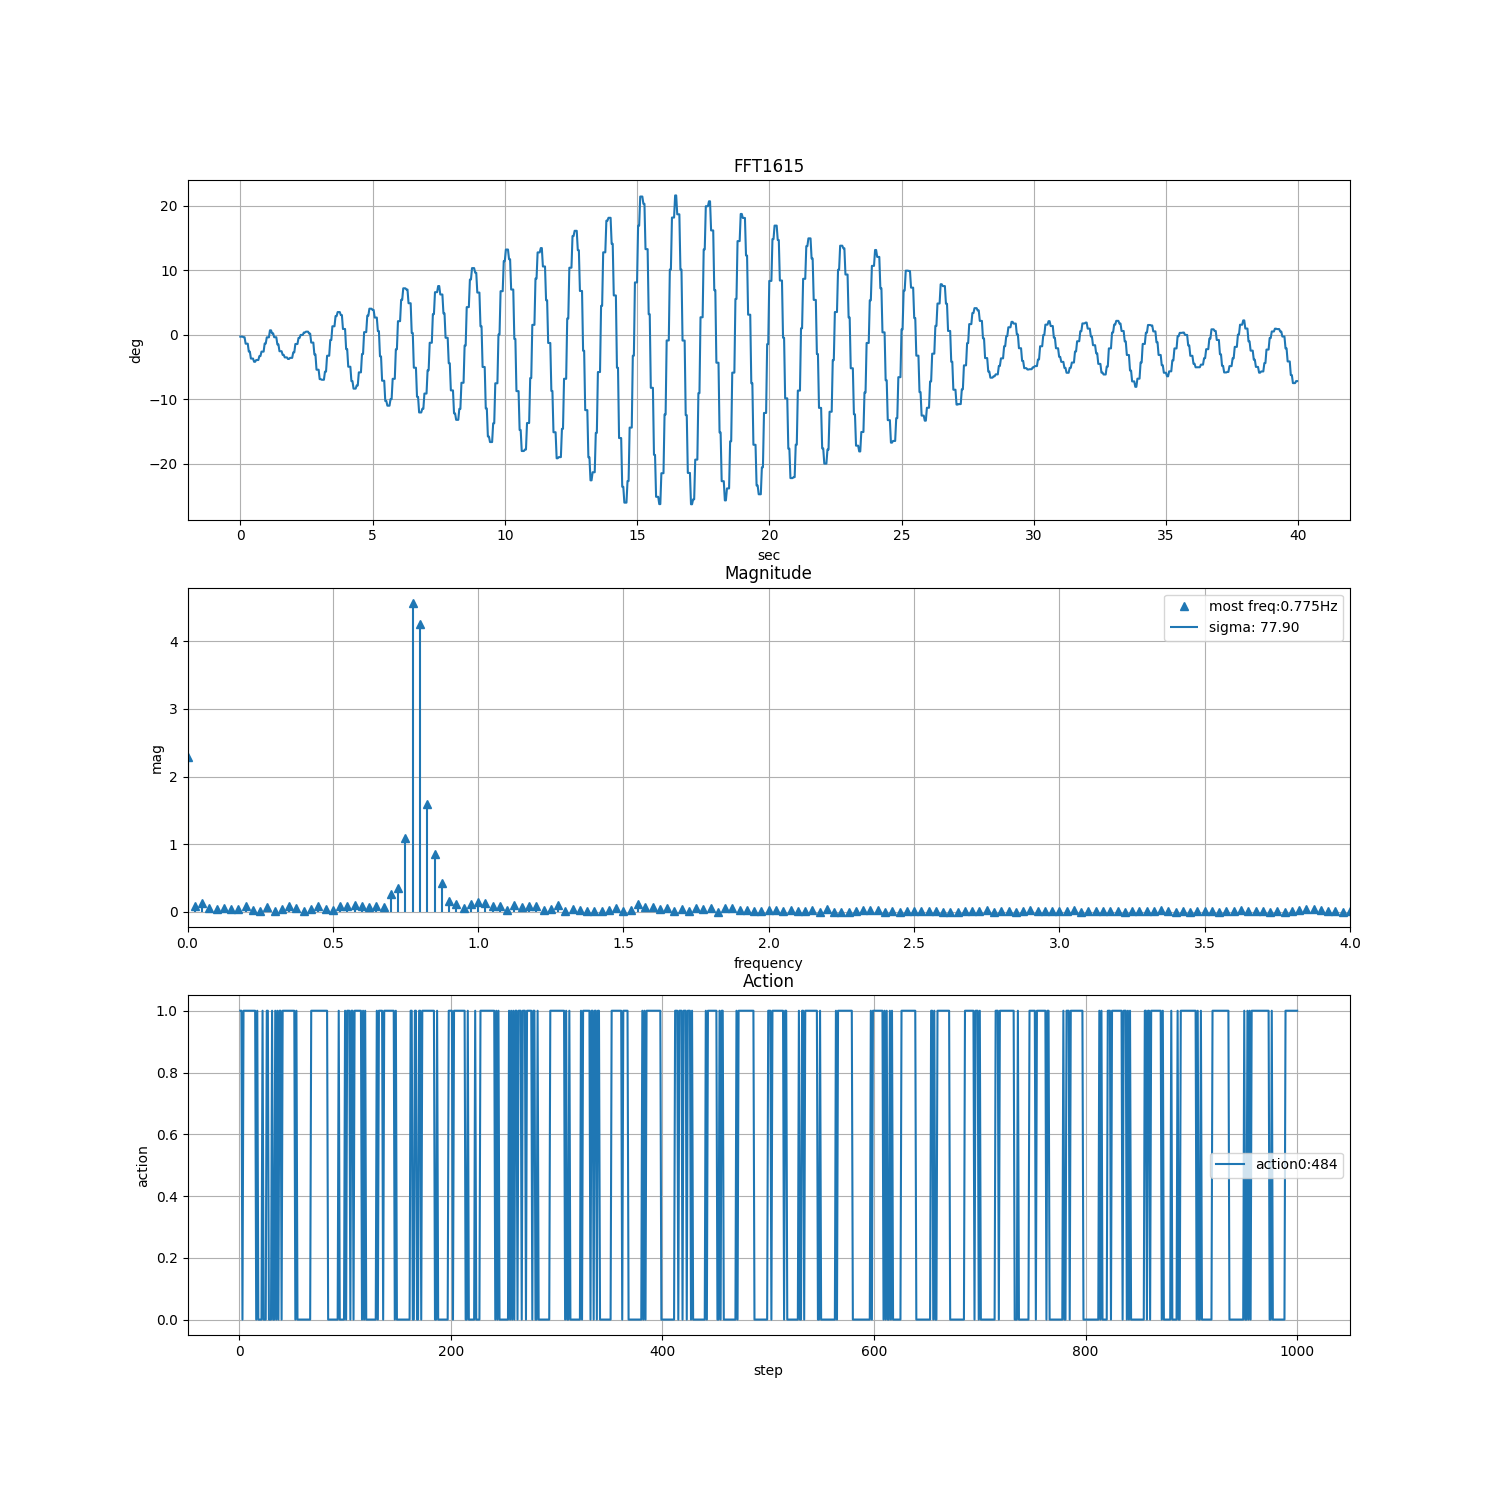 FFT1615
20
10
0
−10
−20
deg
0 5 10 15 20 25 30 35 40
sec
Magnitude
most freq:0.775Hz
sigma: 77.90
4
3
2
1
0
mag
0.0 0.5 1.0 1.5 2.0 2.5 3.0 3.5 4.0
frequency
Action
1.0
0.8
0.6
0.4
0.2
0.0
action
action0:484
0 200 400 600 800 1000
step